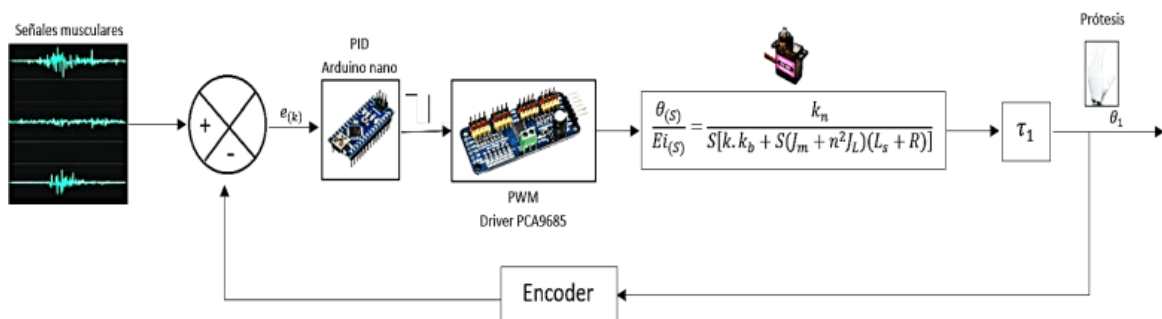 Señales musculares
+
-
e(k)
PID
Arduino nano
PWM
Driver PCA9685
θ(S) / Ei(S) = kn / S[k.kb + S(Jm + n²JL)(Ls + R)]
τ1
Prótesis
θ1
Encoder